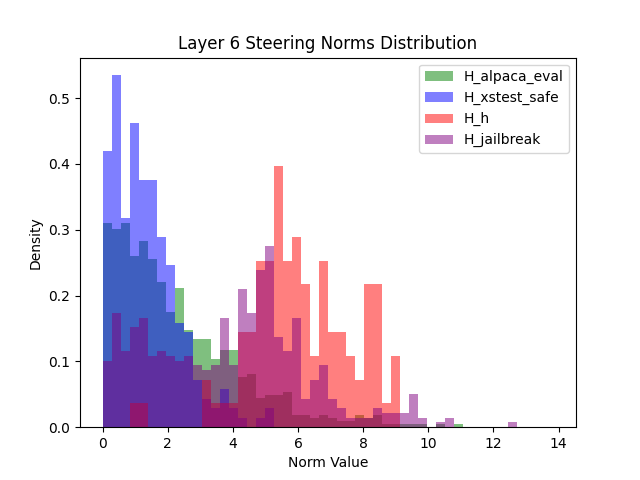 Layer 6 Steering Norms Distribution
H_alpaca_eval
H_xstest_safe
H_h
H_jailbreak
Density
0.5
0.4
0.3
0.2
0.1
0.0
0 2 4 6 8 10 12 14
Norm Value